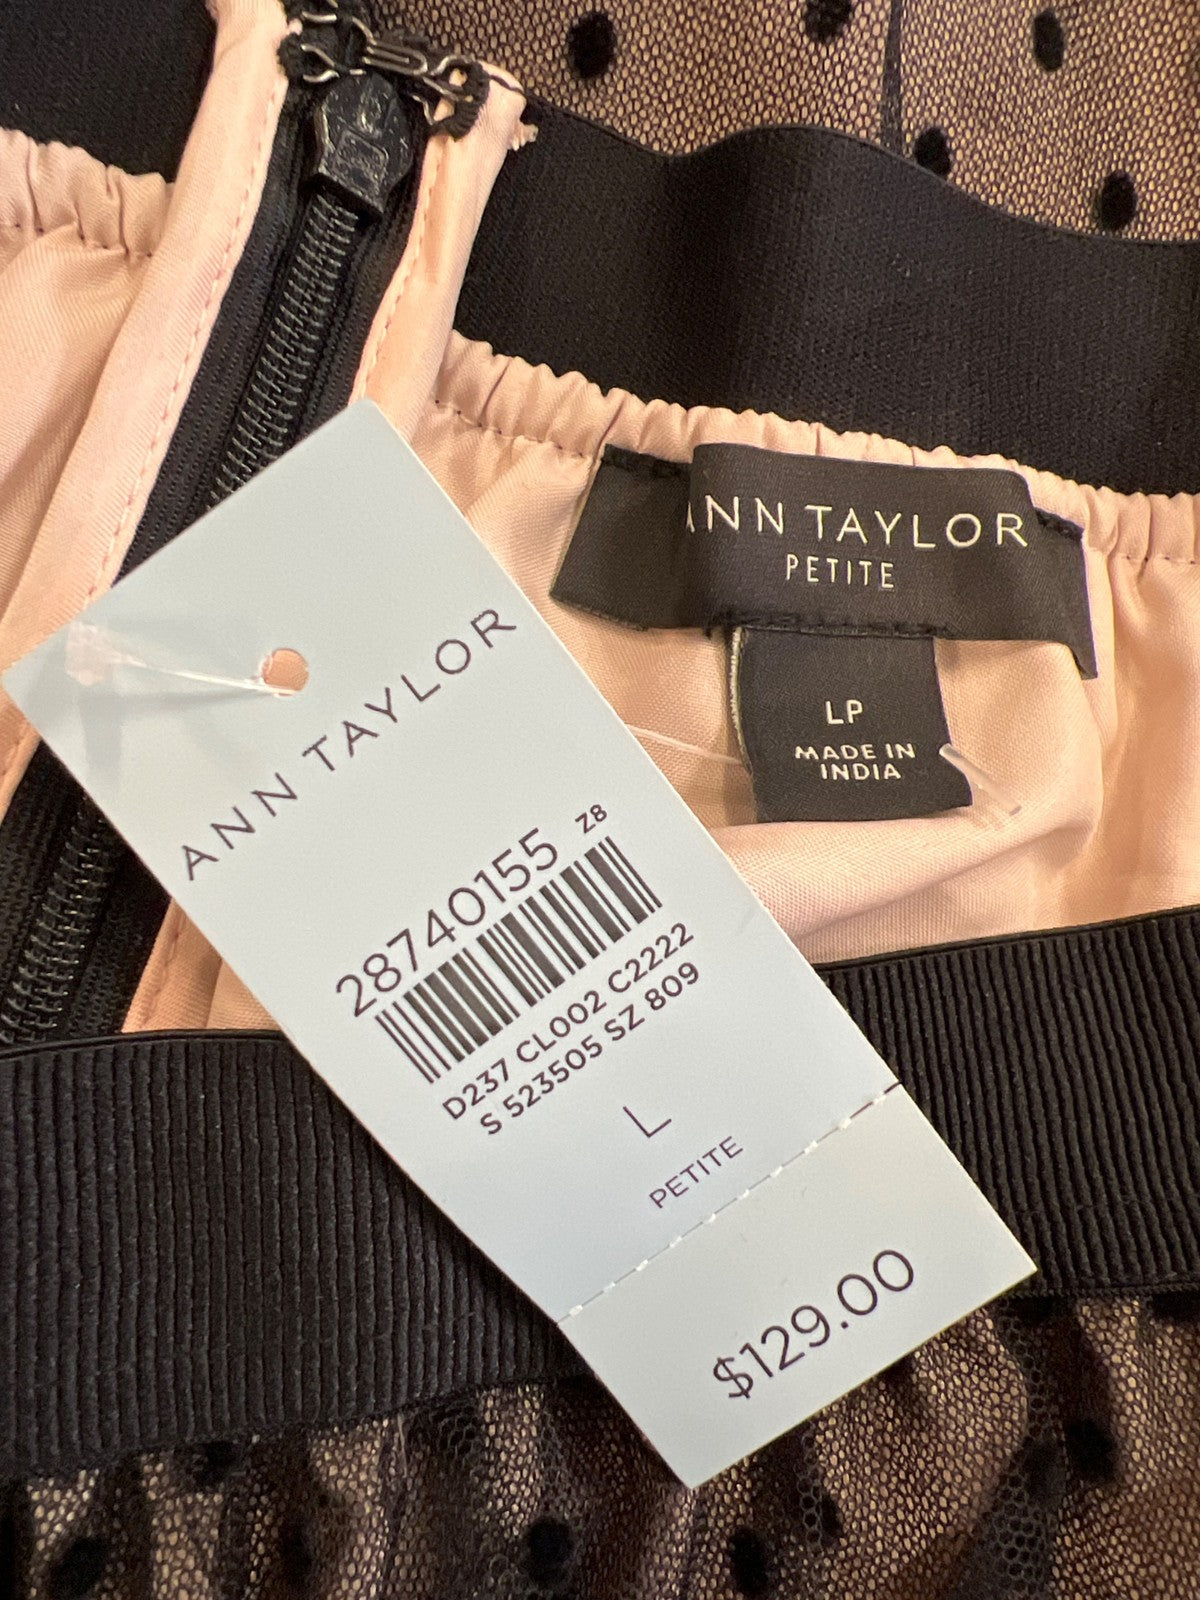 ANN TAYLOR
PETITE
LP
MADE IN
INDIA
ANN TAYLOR
28740155 Z8
D237 CL002 C2222
S 523505 SZ 809
L
PETITE
$129.00